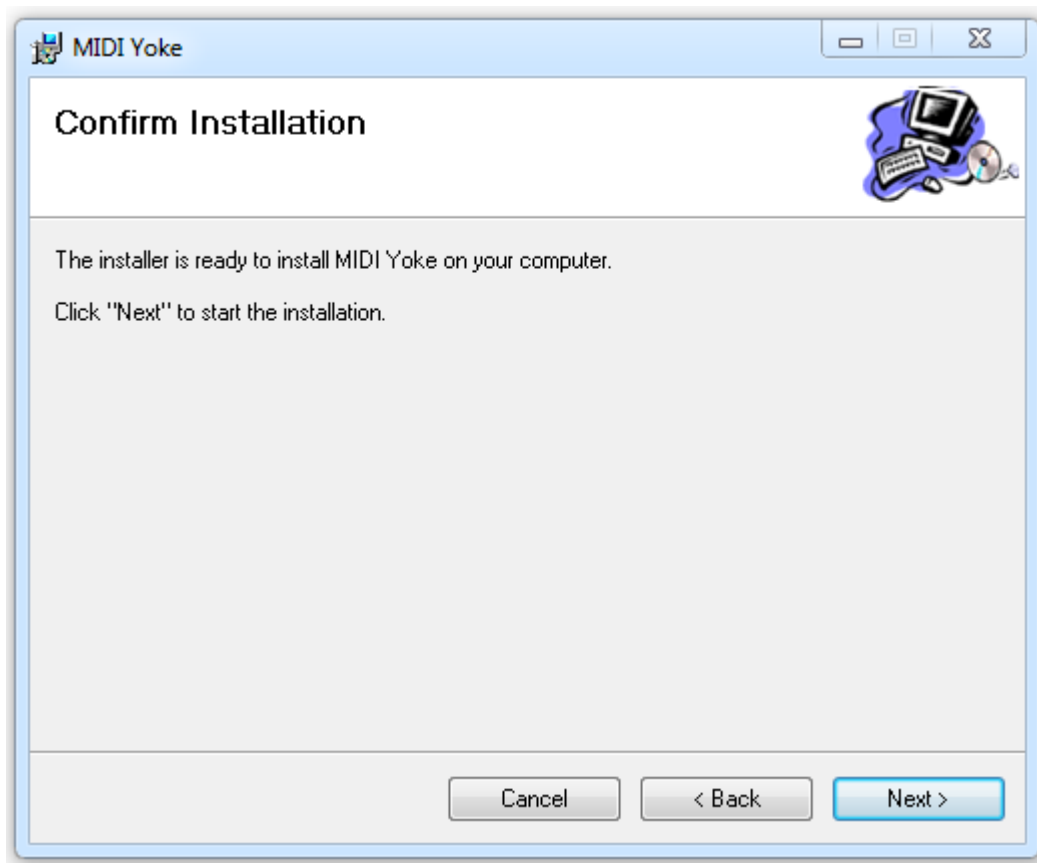 MIDI Yoke
Confirm Installation
The installer is ready to install MIDI Yoke on your computer.
Click "Next" to start the installation.
Cancel
< Back
Next >